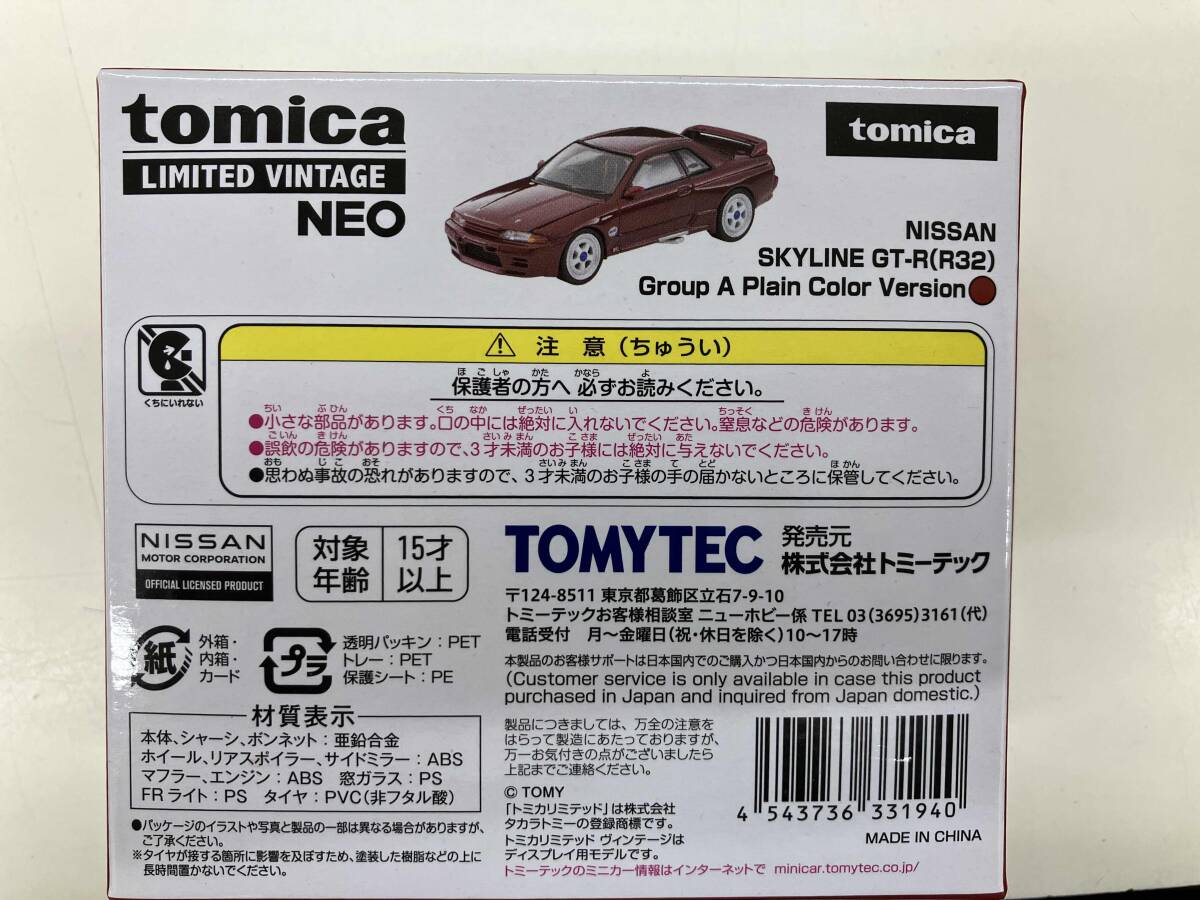 tomica
LIMITED VINTAGE
NEO
tomica
NISSAN
SKYLINE GT-R(R32)
Group A Plain Color Version
くちにいれない
⚠ 注 意(ちゅうい)
保護者の方へ 必ずお読みください。
●小さな部品があります。口の中には絶対に入れないでください。窒息などの危険があります。
●誤飲の危険がありますので、3才未満のお子様には絶対に与えないでください。
●思わぬ事故の恐れがありますので、3才未満のお子様の手の届かないところに保管してください。
NISSAN
MOTOR CORPORATION
OFFICIAL LICENSED PRODUCT
対象
年齢
15才
以上
TOMYTEC
発売元
株式会社トミーテック
〒124-8511 東京都葛飾区立石7-9-10
トミーテックお客様相談室 ニューホビー係 TEL 03(3695)3161(代)
電話受付 月〜金曜日(祝・休日を除く)10〜17時
本製品のお客様サポートは日本国内でのご購入かつ日本国内からのお問い合わせに限ります。
(Customer service is only available in case this product
purchased in Japan and inquired from Japan domestic.)
紙
外箱・
内箱・
カード
プラ
透明パッキン:PET
トレー:PET
保護シート:PE
材質表示
本体、シャーシ、ボンネット:亜鉛合金
ホイール、リアスポイラー、サイドミラー:ABS
マフラー、エンジン:ABS 窓ガラス:PS
FRライト:PS タイヤ:PVC(非フタル酸)
●パッケージのイラストや写真と製品の一部は異なる場合がありますが、
ご了承ください。
※タイヤが接する箇所に影響を及ぼすため、塗装した樹脂などの上に
長時間置かないでください。
製品につきましては、万全の注意を
はらって製造にあたっておりますが、
万一お気付きの点がございましたら
上記までご連絡ください。
© TOMY
「トミカリミテッド」は株式会社
タカラトミーの登録商標です。
トミカリミテッド ヴィンテージは
ディスプレイ用モデルです。
トミーテックのミニカー情報はインターネットで minicar.tomytec.co.jp/
4 543736 331940
MADE IN CHINA